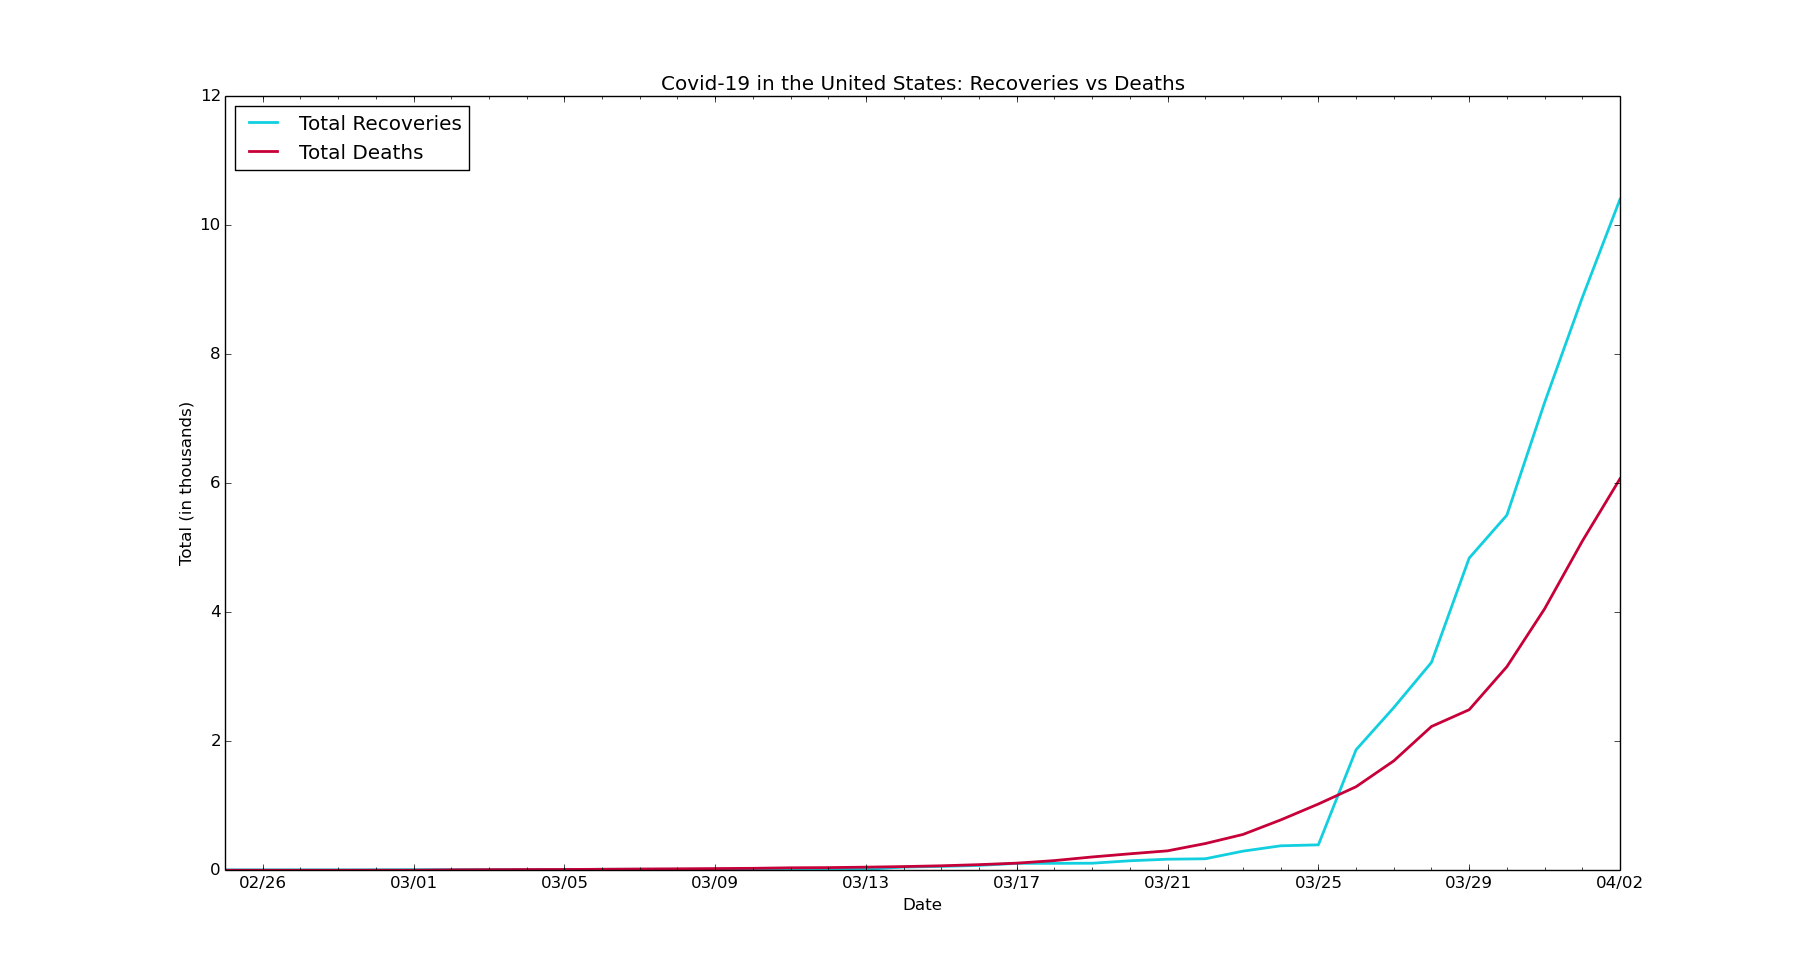 Covid-19 in the United States: Recoveries vs Deaths
Total Recoveries
Total Deaths
Total (in thousands)
12
10
8
6
4
2
0
02/26 03/01 03/05 03/09 03/13 03/17 03/21 03/25 03/29 04/02
Date